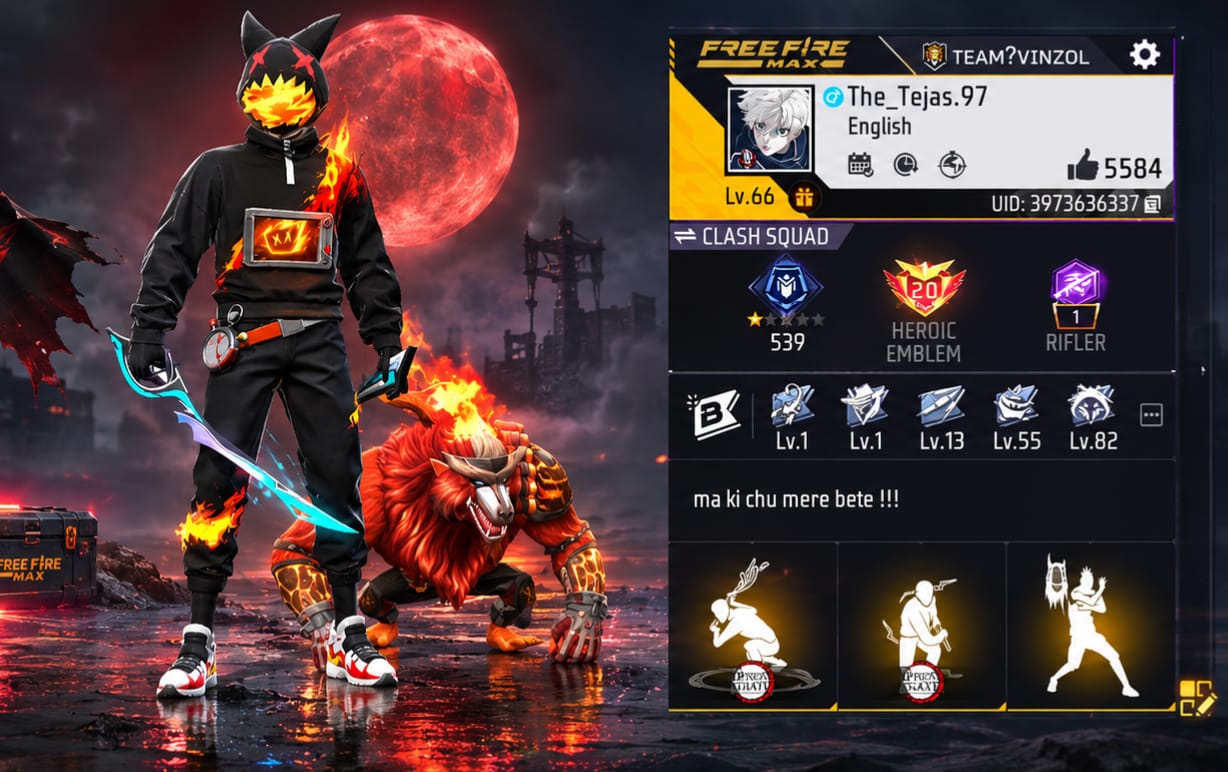 FREE FIRE
MAX
TEAM?VINZOL
The_Tejas.97
English
5584
Lv.66
UID: 3973636337
CLASH SQUAD
539
20
HEROIC
EMBLEM
1
RIFLER
B
Lv.1
Lv.1
Lv.13
Lv.55
Lv.82
ma ki chu mere bete !!!
FREE FIRE
MAX